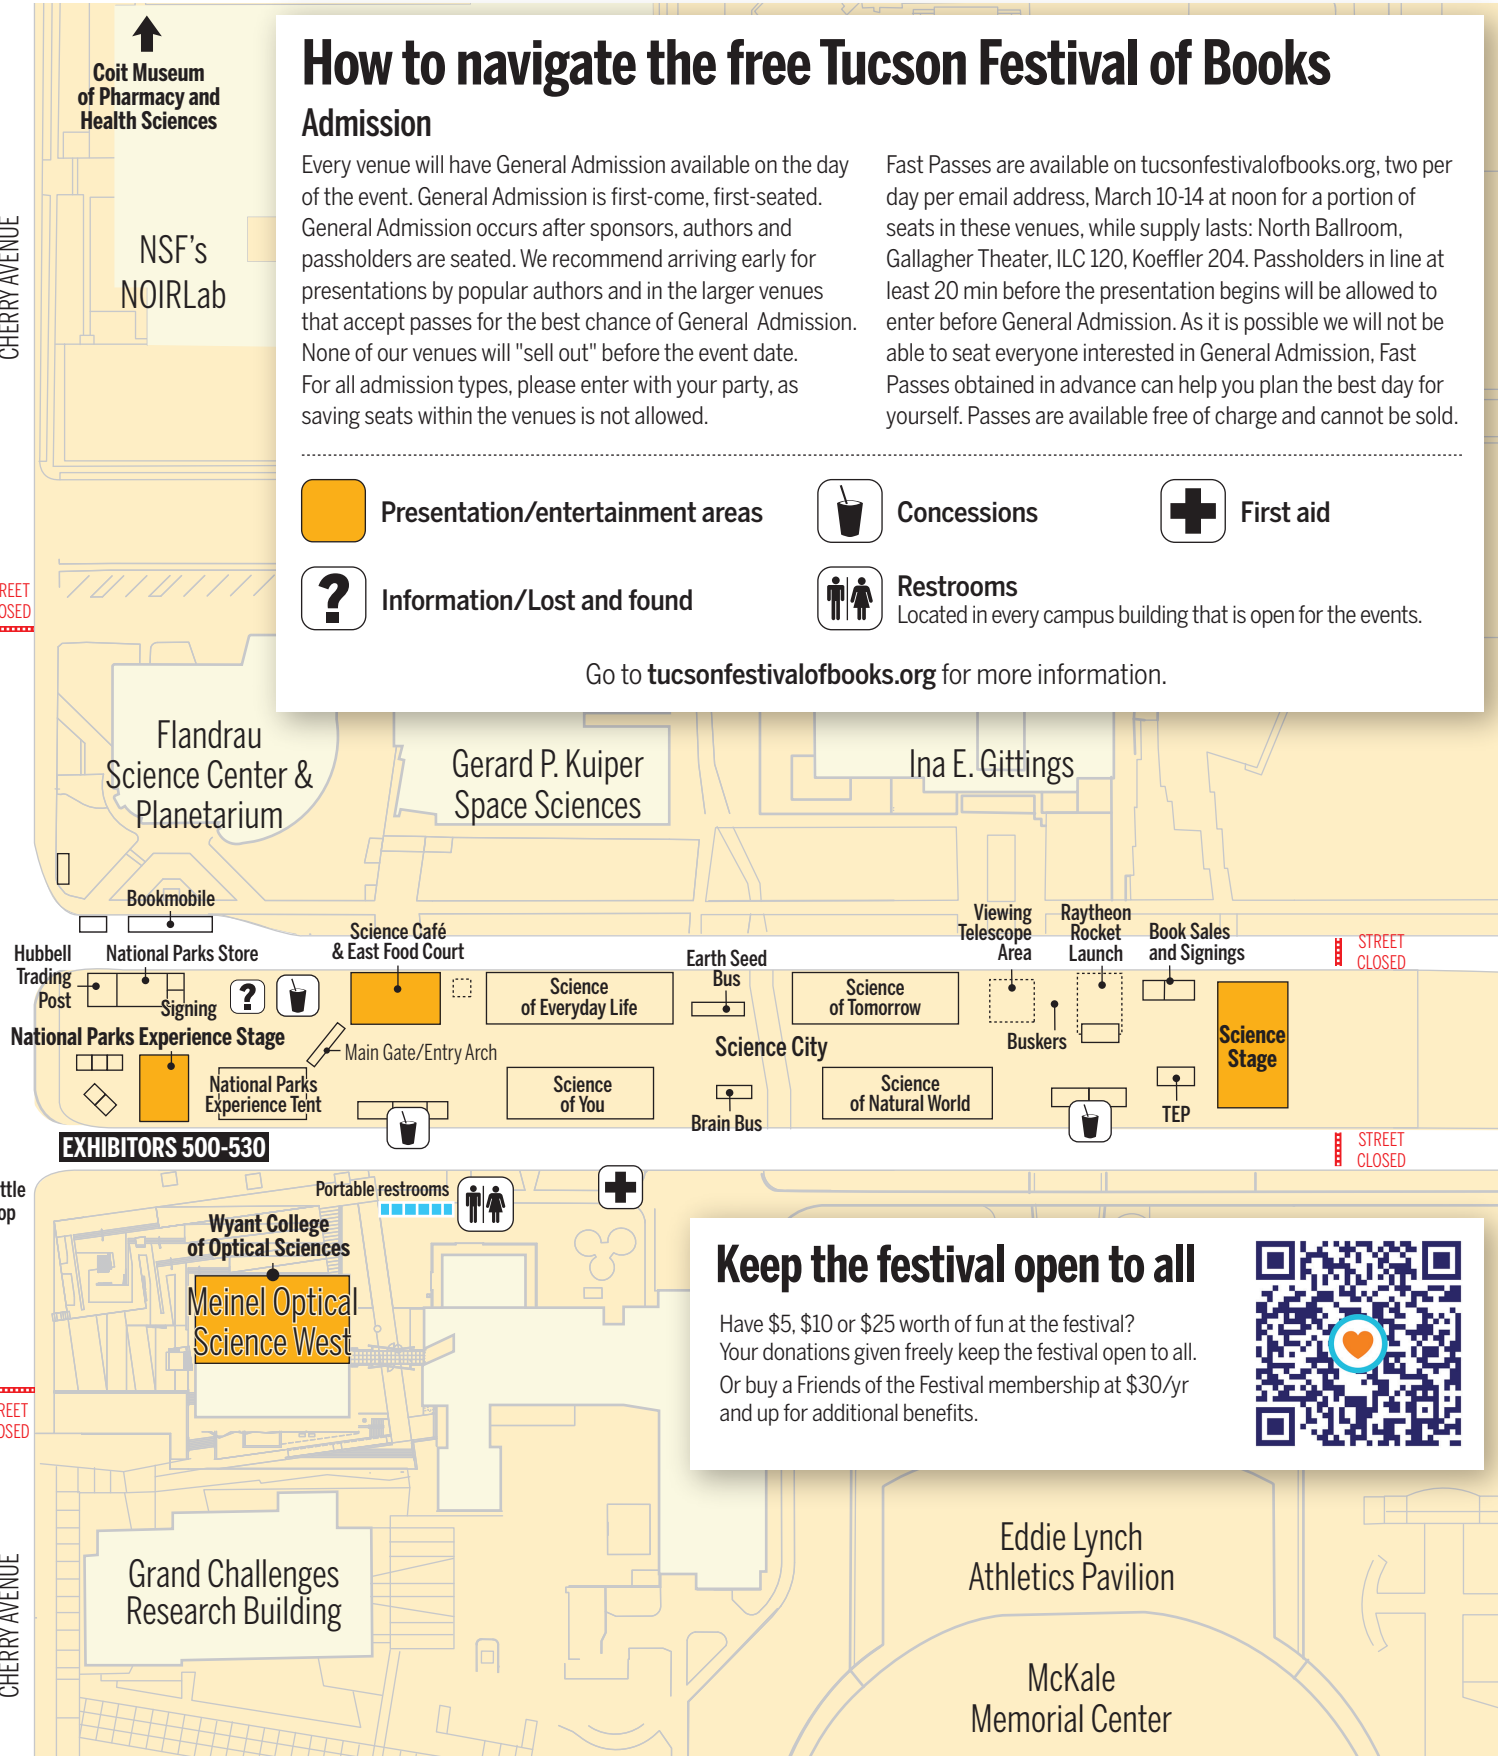 Coit Museum
of Pharmacy and
Health Sciences
How to navigate the free Tucson Festival of Books
Admission
Every venue will have General Admission available on the day
of the event. General Admission is first-come, first-seated.
General Admission occurs after sponsors, authors and
passholders are seated. We recommend arriving early for
presentations by popular authors and in the larger venues
that accept passes for the best chance of General Admission.
None of our venues will "sell out" before the event date.
For all admission types, please enter with your party, as
saving seats within the venues is not allowed.
Fast Passes are available on tucsonfestivalofbooks.org, two per
day per email address, March 10-14 at noon for a portion of
seats in these venues, while supply lasts: North Ballroom,
Gallagher Theater, ILC 120, Koeffler 204. Passholders in line at
least 20 min before the presentation begins will be allowed to
enter before General Admission. As it is possible we will not be
able to seat everyone interested in General Admission, Fast
Passes obtained in advance can help you plan the best day for
yourself. Passes are available free of charge and cannot be sold.
Presentation/entertainment areas
Concessions
First aid
?
Information/Lost and found
Restrooms
Located in every campus building that is open for the events.
Go to tucsonfestivalofbooks.org for more information.
CHERRY AVENUE
NSF's
NOIRLab
REET
OSED
Flandrau
Science Center &
Planetarium
Gerard P. Kuiper
Space Sciences
Ina E. Gittings
Bookmobile
Hubbell
Trading
Post
National Parks Store
Signing
?
Science Café
& East Food Court
Science
of Everyday Life
Earth Seed
Bus
Science
of Tomorrow
Viewing
Telescope
Area
Raytheon
Rocket
Launch
Book Sales
and Signings
STREET
CLOSED
National Parks Experience Stage
Main Gate/Entry Arch
Science City
Buskers
Science
Stage
National Parks
Experience Tent
Science
of You
Brain Bus
Science
of Natural World
TEP
EXHIBITORS 500-530
STREET
CLOSED
ttle
op
Portable restrooms
Wyant College
of Optical Sciences
Meinel Optical
Science West
REET
OSED
Keep the festival open to all
Have $5, $10 or $25 worth of fun at the festival?
Your donations given freely keep the festival open to all.
Or buy a Friends of the Festival membership at $30/yr
and up for additional benefits.
CHERRY AVENUE
Grand Challenges
Research Building
Eddie Lynch
Athletics Pavilion
McKale
Memorial Center